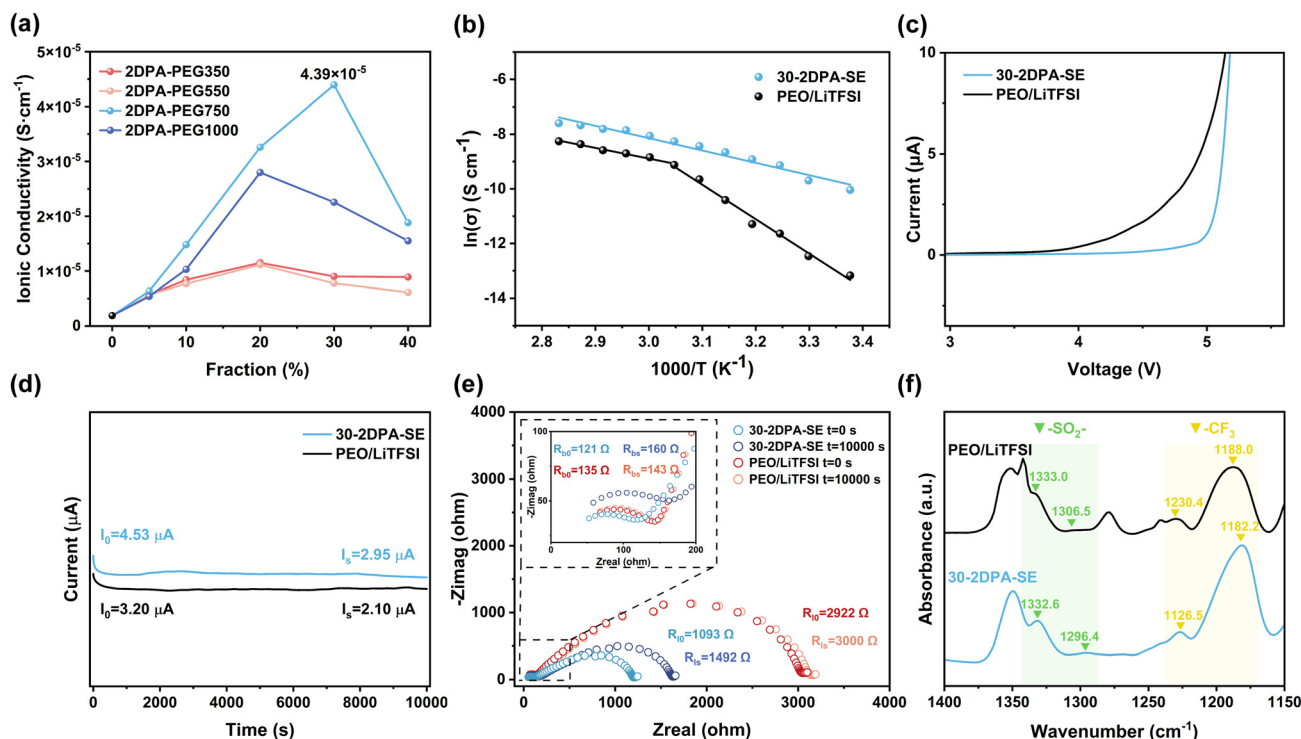 (a)
5×10⁻⁵
4×10⁻⁵
3×10⁻⁵
2×10⁻⁵
1×10⁻⁵
0
Ionic Conductivity (S·cm⁻¹)
2DPA-PEG350
2DPA-PEG550
2DPA-PEG750
2DPA-PEG1000
4.39×10⁻⁵
0 10 20 30 40
Fraction (%)
(b)
-6
-8
-10
-12
-14
ln(σ) (S cm⁻¹)
30-2DPA-SE
PEO/LiTFSI
2.8 2.9 3.0 3.1 3.2 3.3 3.4
1000/T (K⁻¹)
(c)
10
5
0
Current (μA)
30-2DPA-SE
PEO/LiTFSI
3 4 5
Voltage (V)
(d)
Current (μA)
30-2DPA-SE
PEO/LiTFSI
I₀=4.53 μA
Iₛ=2.95 μA
I₀=3.20 μA
Iₛ=2.10 μA
0 2000 4000 6000 8000 10000
Time (s)
(e)
4000
3000
2000
1000
0
-Zimag (ohm)
100
50
-Zimag (ohm)
R_b0=121 Ω R_bs=160 Ω
R_b0=135 Ω R_bs=143 Ω
0 100 200
Zreal (ohm)
30-2DPA-SE t=0 s
30-2DPA-SE t=10000 s
PEO/LiTFSI t=0 s
PEO/LiTFSI t=10000 s
R_I0=2922 Ω
R_I0=1093 Ω
R_Is=3000 Ω
R_Is=1492 Ω
0 1000 2000 3000 4000
Zreal (ohm)
(f)
Absorbance (a.u.)
-SO₂-
-CF₃
PEO/LiTFSI
1333.0
1306.5
1230.4
1188.0
30-2DPA-SE
1332.6
1296.4
1126.5
1182.2
1400 1350 1300 1250 1200 1150
Wavenumber (cm⁻¹)